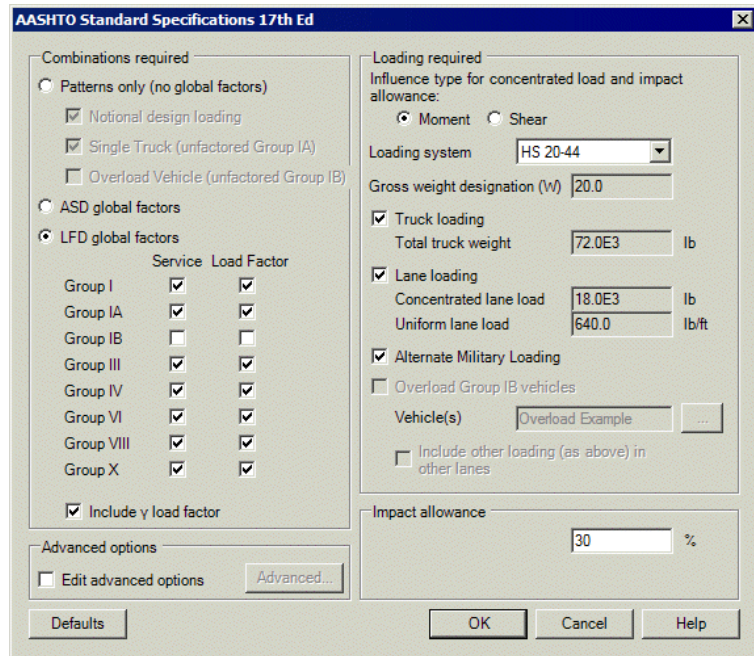 AASHTO Standard Specifications 17th Ed
Combinations required
Patterns only (no global factors)
Notional design loading
Single Truck (unfactored Group IA)
Overload Vehicle (unfactored Group IB)
ASD global factors
LFD global factors
Service Load Factor
Group I
Group IA
Group IB
Group III
Group IV
Group VI
Group VIII
Group X
Include γ load factor
Advanced options
Edit advanced options Advanced...
Loading required
Influence type for concentrated load and impact
allowance:
Moment Shear
Loading system HS 20-44
Gross weight designation (W) 20.0
Truck loading
Total truck weight 72.0E3 lb
Lane loading
Concentrated lane load 18.0E3 lb
Uniform lane load 640.0 lb/ft
Alternate Military Loading
Overload Group IB vehicles
Vehicle(s) Overload Example ...
Include other loading (as above) in
other lanes
Impact allowance
30 %
Defaults OK Cancel Help